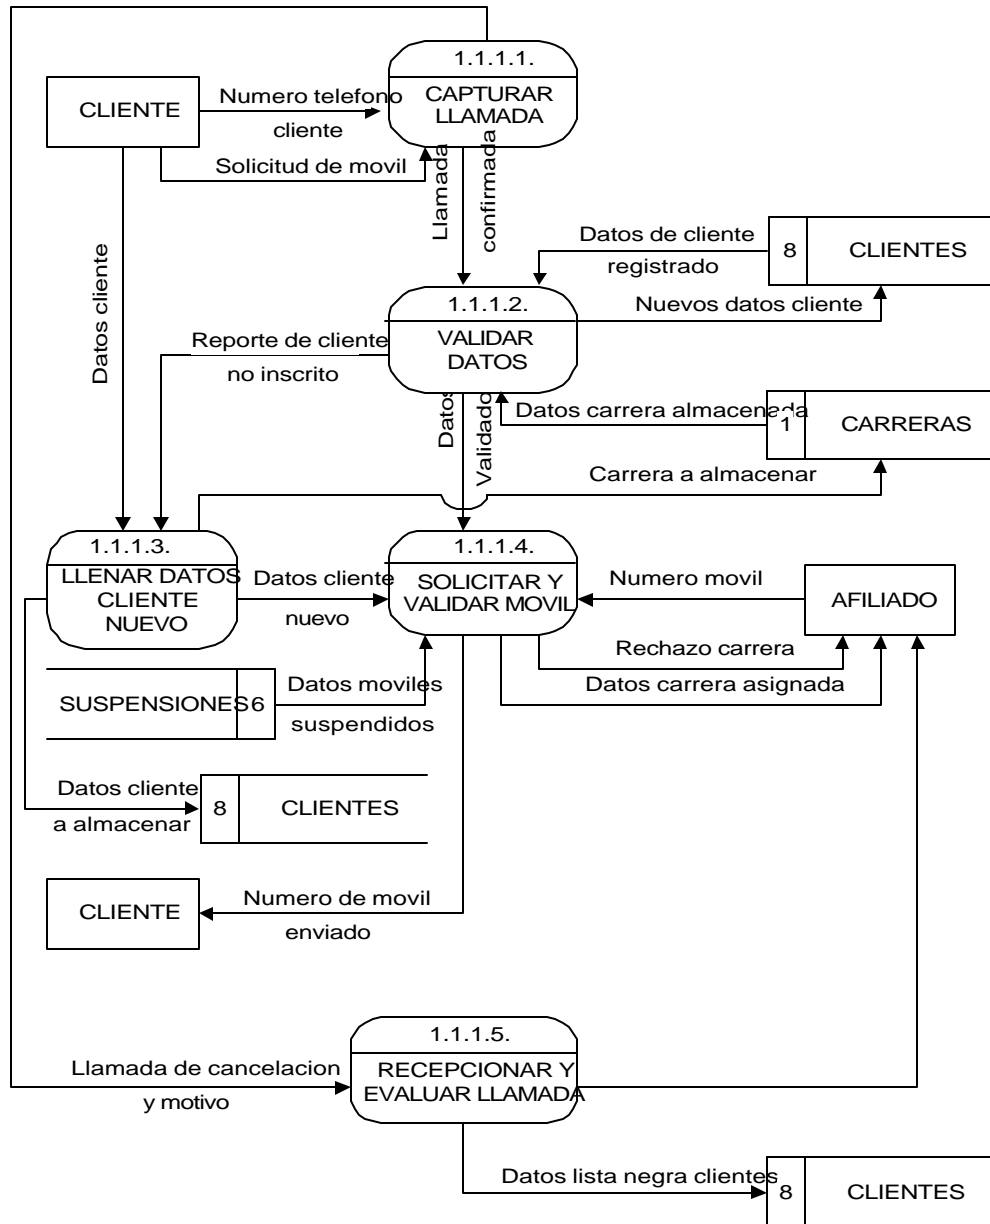 1.1.1.1.
CAPTURAR
LLAMADA
CLIENTE
Numero telefono
cliente
Solicitud de movil
Llamada
confirmada
Datos cliente
Datos de cliente
registrado
8
CLIENTES
Nuevos datos cliente
1.1.1.2.
VALIDAR
DATOS
Reporte de cliente
no inscrito
Datos
Validado
Datos carrera almacenada
1
CARRERAS
Carrera a almacenar
1.1.1.3.
LLENAR DATOS
CLIENTE
NUEVO
Datos cliente
nuevo
1.1.1.4.
SOLICITAR Y
VALIDAR MOVIL
Numero movil
AFILIADO
Rechazo carrera
Datos carrera asignada
SUSPENSIONES
6
Datos moviles
suspendidos
Datos cliente
a almacenar
8
CLIENTES
CLIENTE
Numero de movil
enviado
1.1.1.5.
RECEPCIONAR Y
EVALUAR LLAMADA
Llamada de cancelacion
y motivo
Datos lista negra clientes
8
CLIENTES